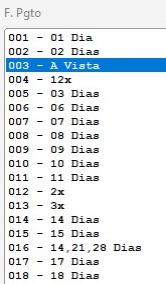 F. Pgto
001 - 01 Dia
002 - 02 Dias
003 - A Vista
004 - 12x
005 - 03 Dias
006 - 06 Dias
007 - 07 Dias
008 - 08 Dias
009 - 09 Dias
010 - 10 Dias
011 - 11 Dias
012 - 2x
013 - 3x
014 - 14 Dias
015 - 15 Dias
016 - 14,21,28 Dias
017 - 17 Dias
018 - 18 Dias